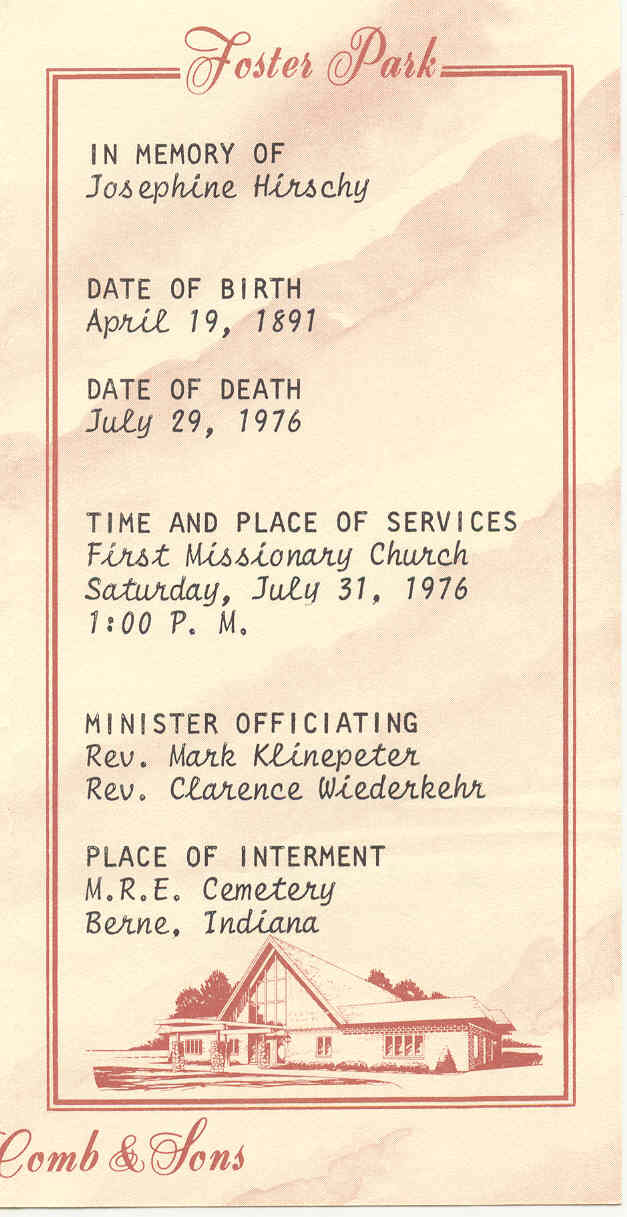 Foster Park
IN MEMORY OF
Josephine Hirschy
DATE OF BIRTH
April 19, 1891
DATE OF DEATH
July 29, 1976
TIME AND PLACE OF SERVICES
First Missionary Church
Saturday, July 31, 1976
1:00 P. M.
MINISTER OFFICIATING
Rev. Mark Klinepeter
Rev. Clarence Wiederkehr
PLACE OF INTERMENT
M.R.E. Cemetery
Berne, Indiana
Comb & Sons